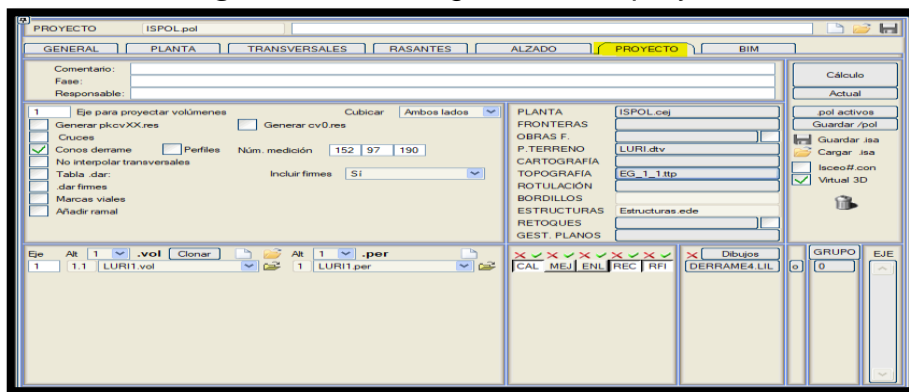 PROYECTO ISPOL.pol
GENERAL PLANTA TRANSVERSALES RASANTES ALZADO PROYECTO BIM
Comentario:
Fase:
Responsable:
Cálculo
Actual
1 Eje para proyectar volúmenes Cubicar Ambos lados
Generar pkcvXX.res Generar cv0.res
Cruces
Conos derrame Perfiles Núm. medición 152 97 190
No interpolar transversales
Tabla .dar: Incluir firmes Sí
.dar firmes
Marcas viales
Añadir ramal
PLANTA ISPOL.cej
FRONTERAS
OBRAS F.
P.TERRENO LURI.dtv
CARTOGRAFÍA
TOPOGRAFÍA EG_1_1.ttp
ROTULACIÓN
BORDILLOS
ESTRUCTURAS Estructuras.ede
RETOQUES
GEST. PLANOS
.pol activos
Guardar /pol
Guardar .isa
Cargar .isa
Isceo#.con
Virtual 3D
Eje Alt 1 .vol Clonar Alt 1 .per
1 1.1 LURI1.vol 1 LURI1.per
Dibujos GRUPO EJE
CAL MEJ ENL REC RFI DERRAME4.LIL o 0